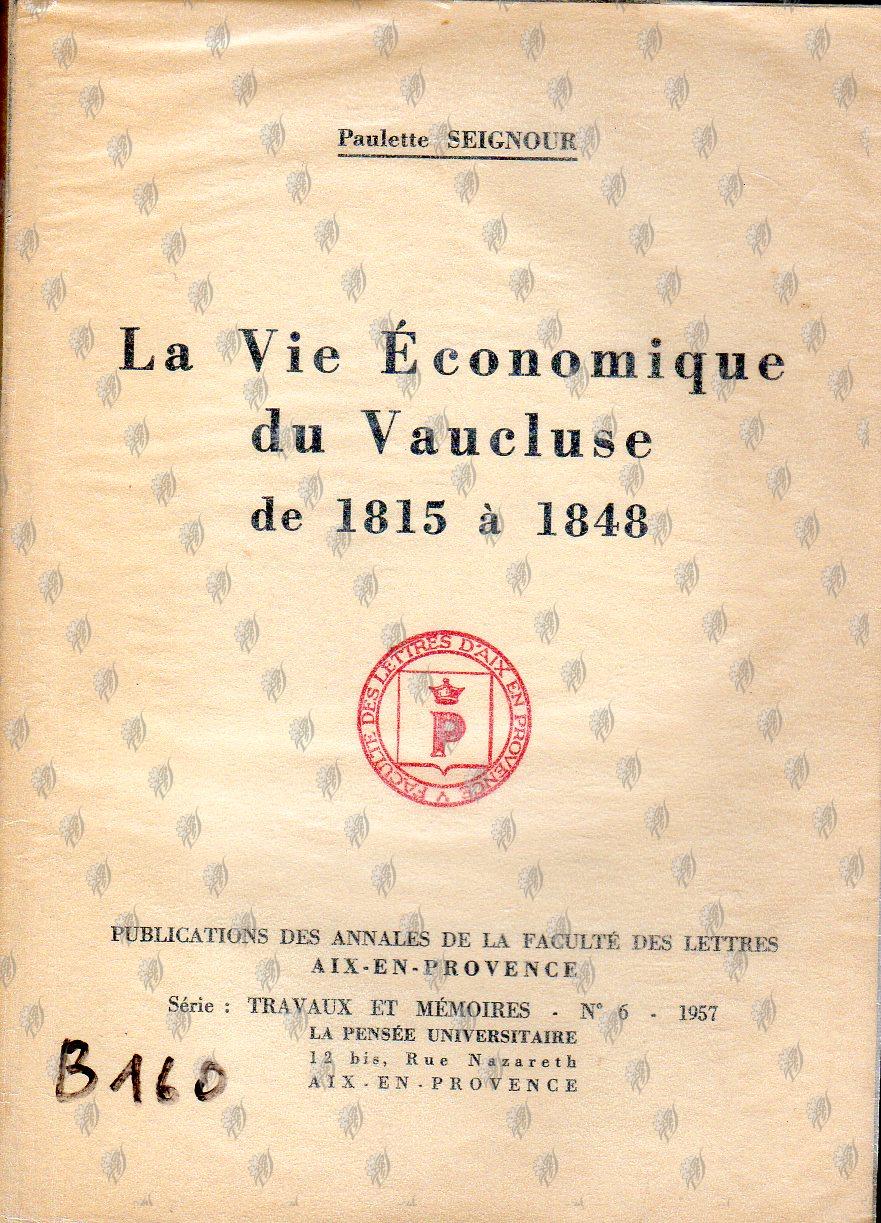 Paulette SEIGNOUR
La Vie Économique
du Vaucluse
de 1815 à 1848
FACULTE DES LETTRES D'AIX EN PROVENCE V
P
PUBLICATIONS DES ANNALES DE LA FACULTÉ DES LETTRES
AIX-EN-PROVENCE
Série : TRAVAUX ET MÉMOIRES - N° 6 - 1957
LA PENSÉE UNIVERSITAIRE
12 bis, Rue Nazareth
AIX-EN-PROVENCE
B160